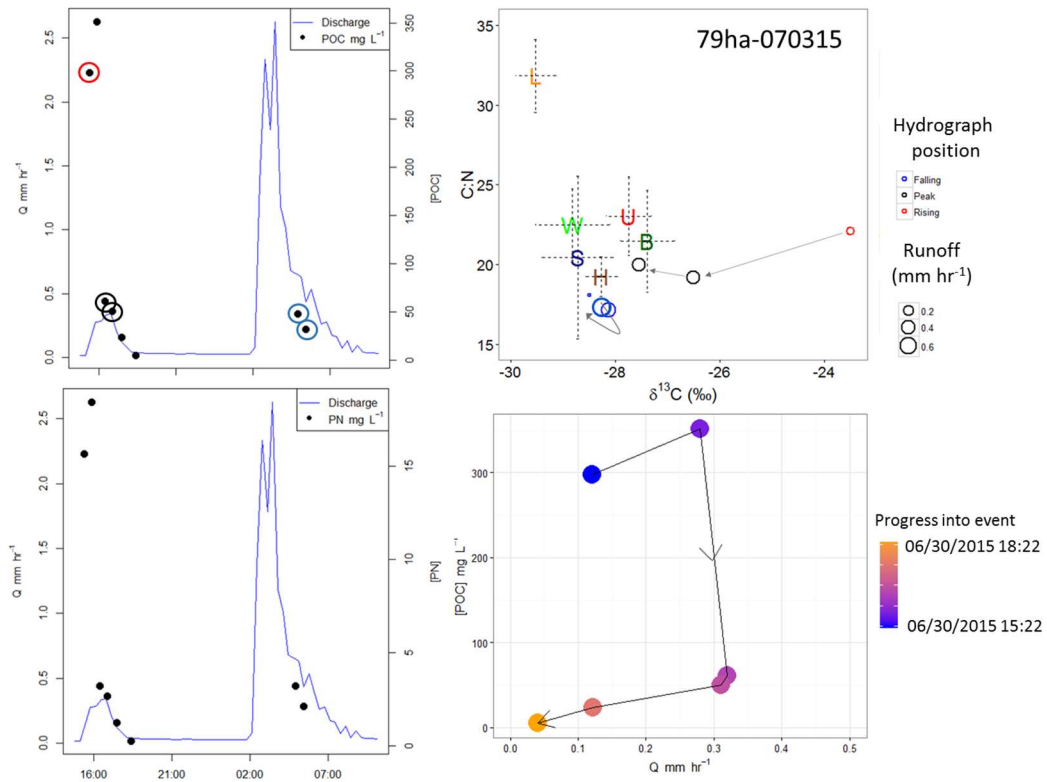 Discharge
POC mg L⁻¹
2.5
2.0
1.5
1.0
0.5
0.0
Q mm hr⁻¹
350
300
250
200
150
100
50
0
[POC]
79ha-070315
35
30
25
20
15
C:N
L
W
U
B
S
H
-30
-28
-26
-24
δ¹³C (‰)
Hydrograph
position
Falling
Peak
Rising
Runoff
(mm hr⁻¹)
0.2
0.4
0.6
Discharge
PN mg L⁻¹
2.5
2.0
1.5
1.0
0.5
0.0
Q mm hr⁻¹
15
10
5
0
[PN]
16:00
21:00
02:00
07:00
300
200
100
0
[POC] mg L⁻¹
0.0
0.1
0.2
0.3
0.4
0.5
Q mm hr⁻¹
Progress into event
06/30/2015 18:22
06/30/2015 15:22